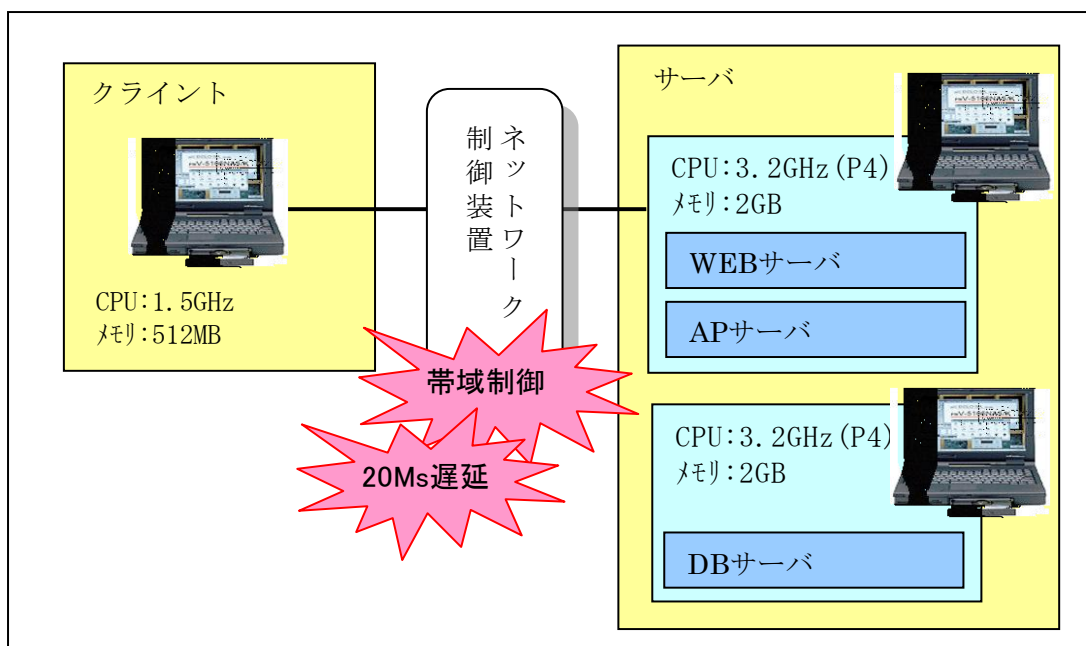 クライント
CPU:1.5GHz
ﾒﾓﾘ:512MB
ネットワーク
制御装置
帯域制御
20Ms遅延
サーバ
CPU:3.2GHz(P4)
ﾒﾓﾘ:2GB
WEBサーバ
APサーバ
CPU:3.2GHz(P4)
ﾒﾓﾘ:2GB
DBサーバ